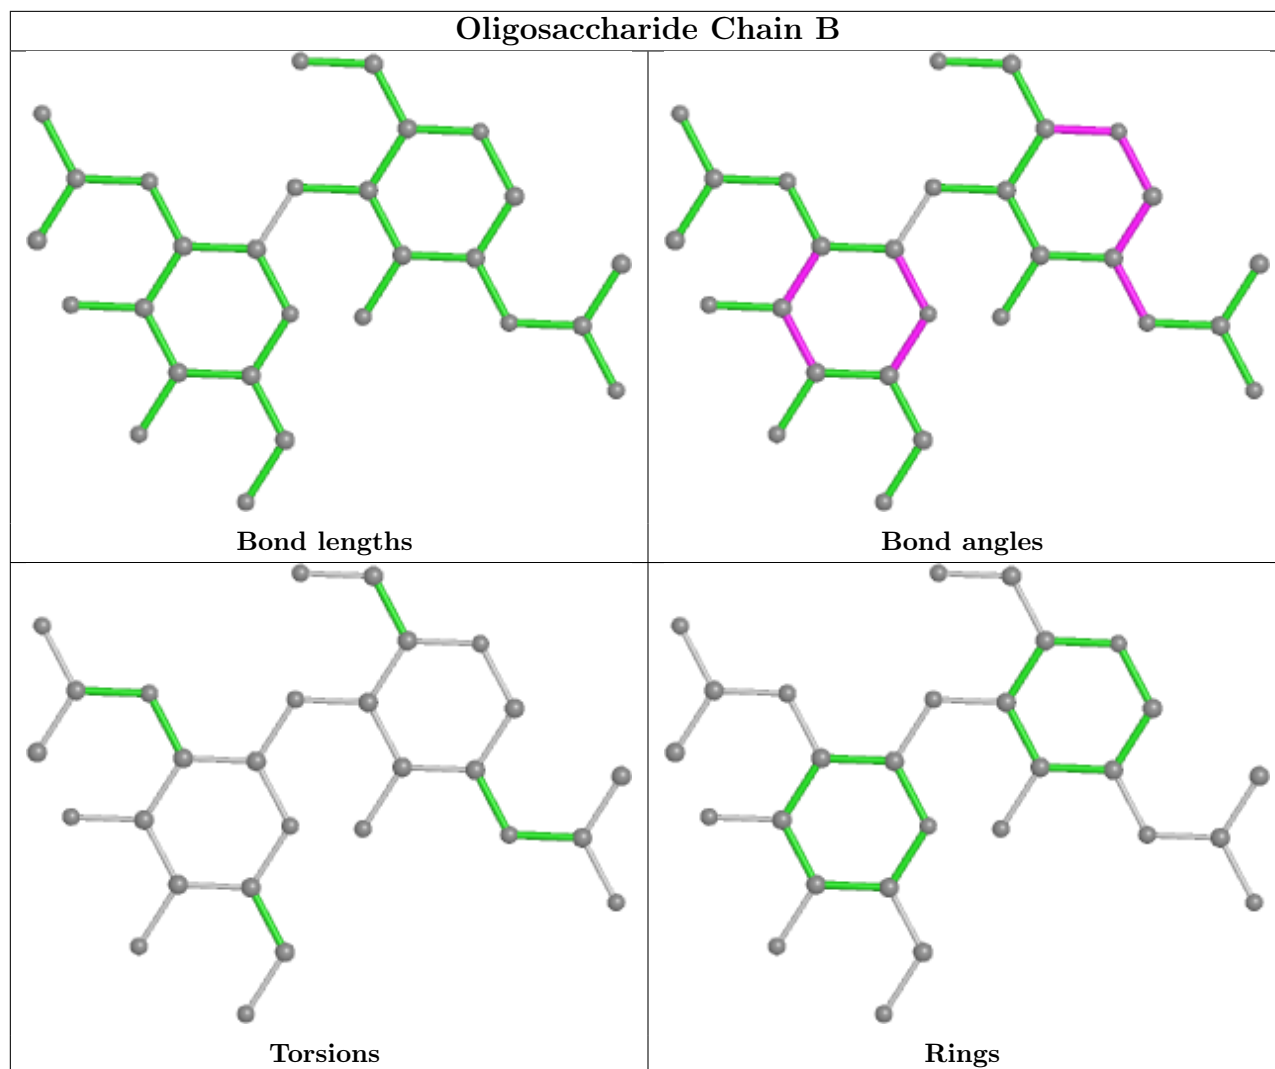 Oligosaccharide Chain B
Bond lengths
Bond angles
Torsions
Rings